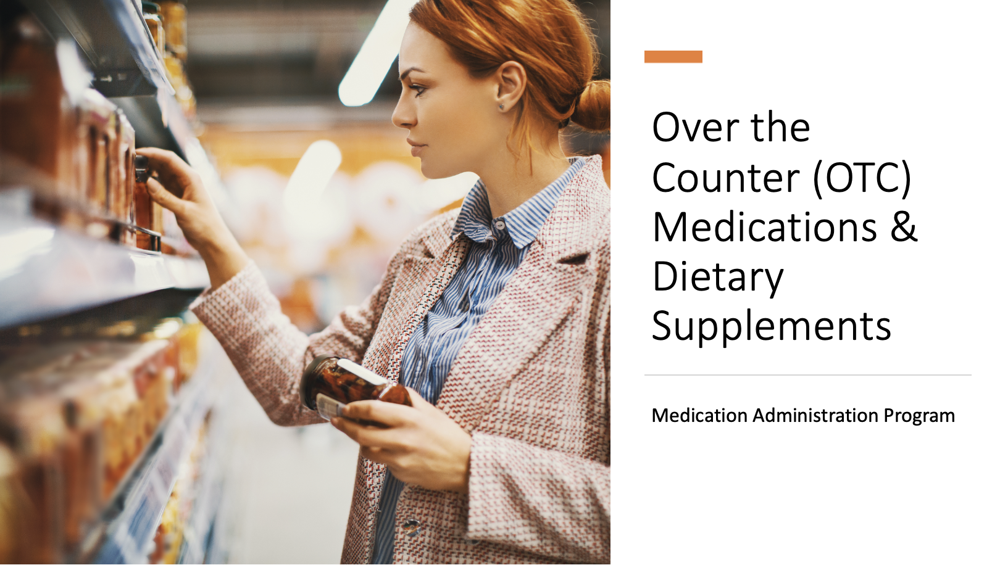 Over the
Counter (OTC)
Medications &
Dietary
Supplements
Medication Administration Program